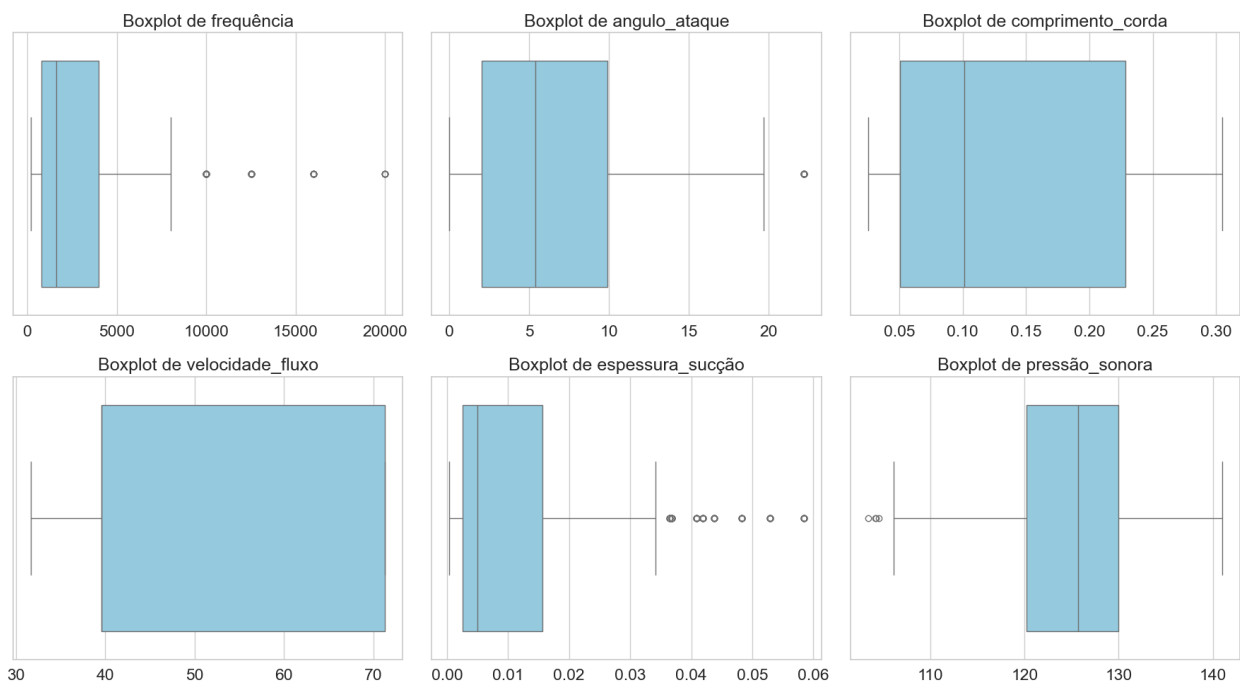 Boxplot de frequência
Boxplot de angulo_ataque
Boxplot de comprimento_corda
0 5000 10000 15000 20000
0 5 10 15 20
0.05 0.10 0.15 0.20 0.25 0.30
Boxplot de velocidade_fluxo
Boxplot de espessura_sucção
Boxplot de pressão_sonora
30 40 50 60 70
0.00 0.01 0.02 0.03 0.04 0.05 0.06
110 120 130 140